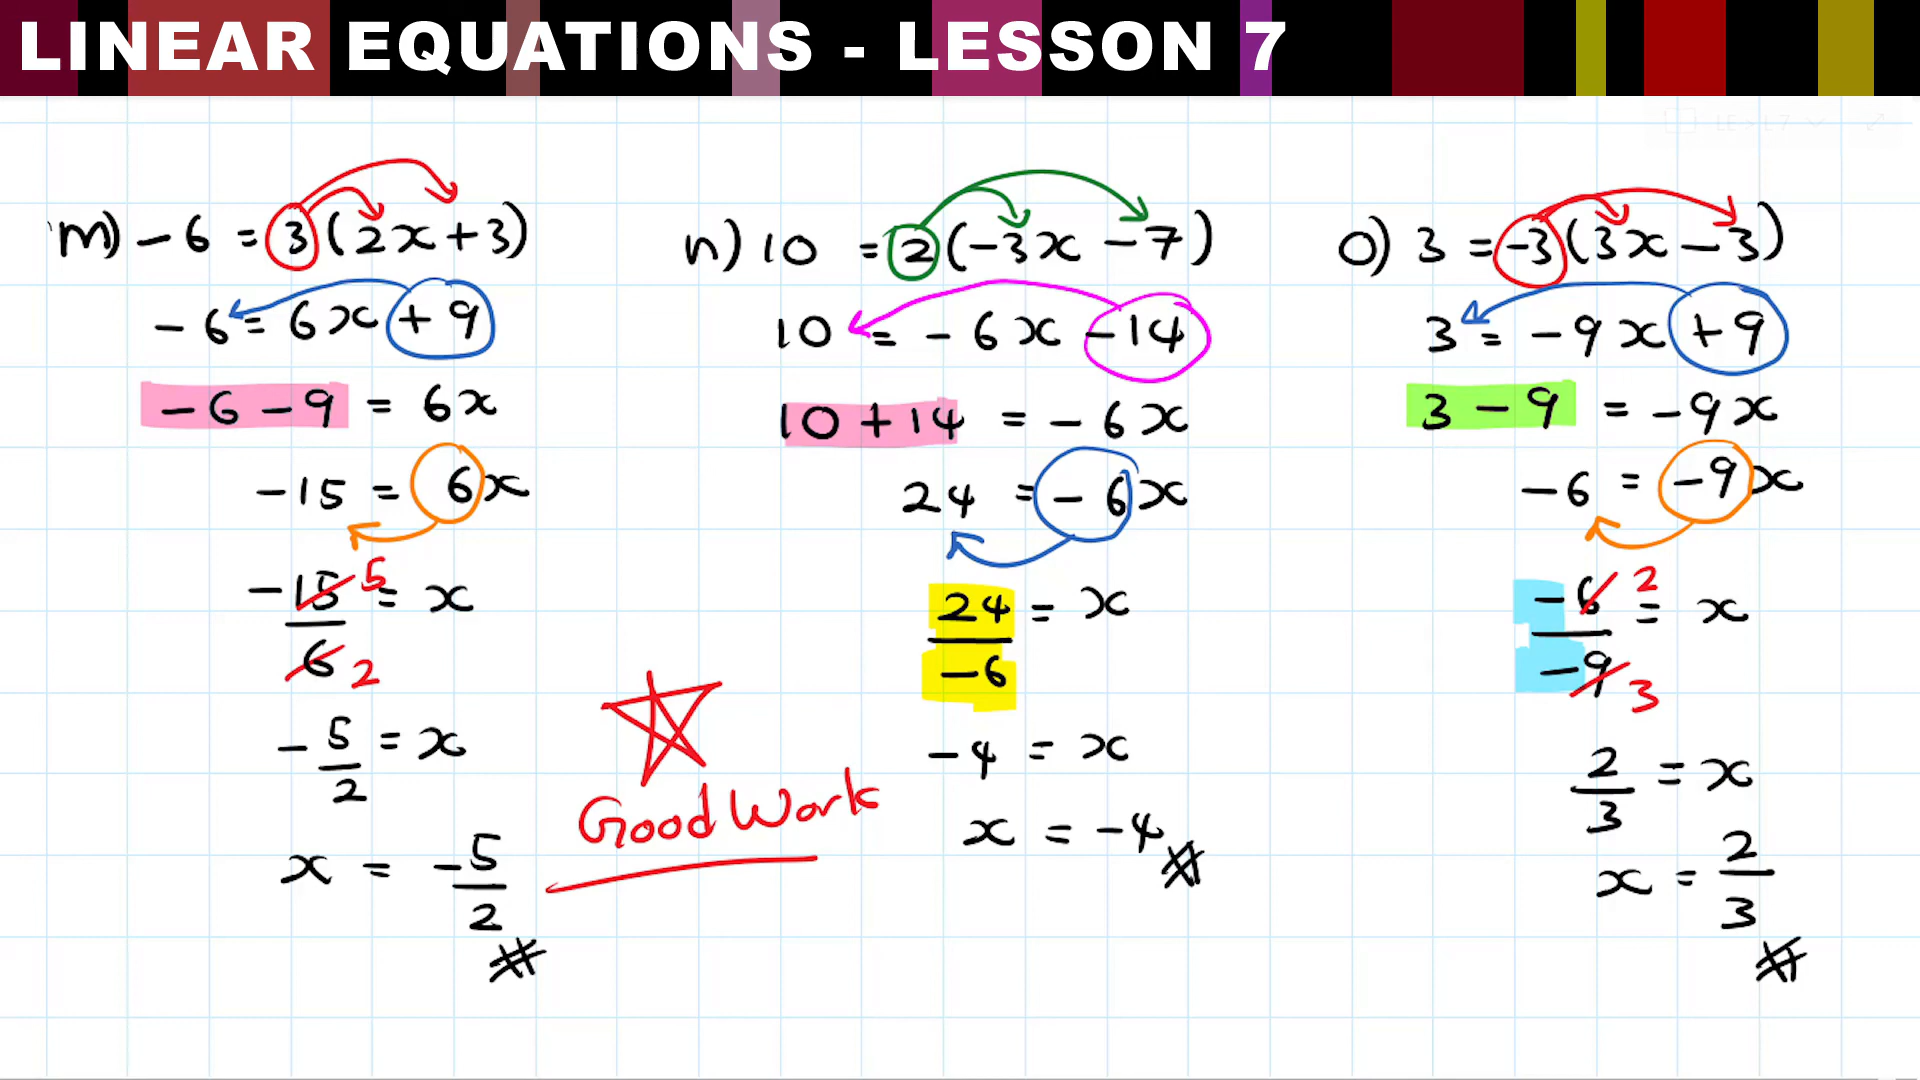 LINEAR EQUATIONS - LESSON 7
m) -6 = 3(2x+3)
-6 = 6x + 9
-6 - 9 = 6x
-15 = 6x
-15/6 = x
5
2
-5/2 = x
x = -5/2
n) 10 = 2(-3x -7)
10 = -6x -14
10 + 14 = -6x
24 = -6x
24/-6 = x
-4 = x
x = -4
o) 3 = -3(3x - 3)
3 = -9x + 9
3 - 9 = -9x
-6 = -9x
-6/-9 = x
2
3
2/3 = x
x = 2/3
Good Work